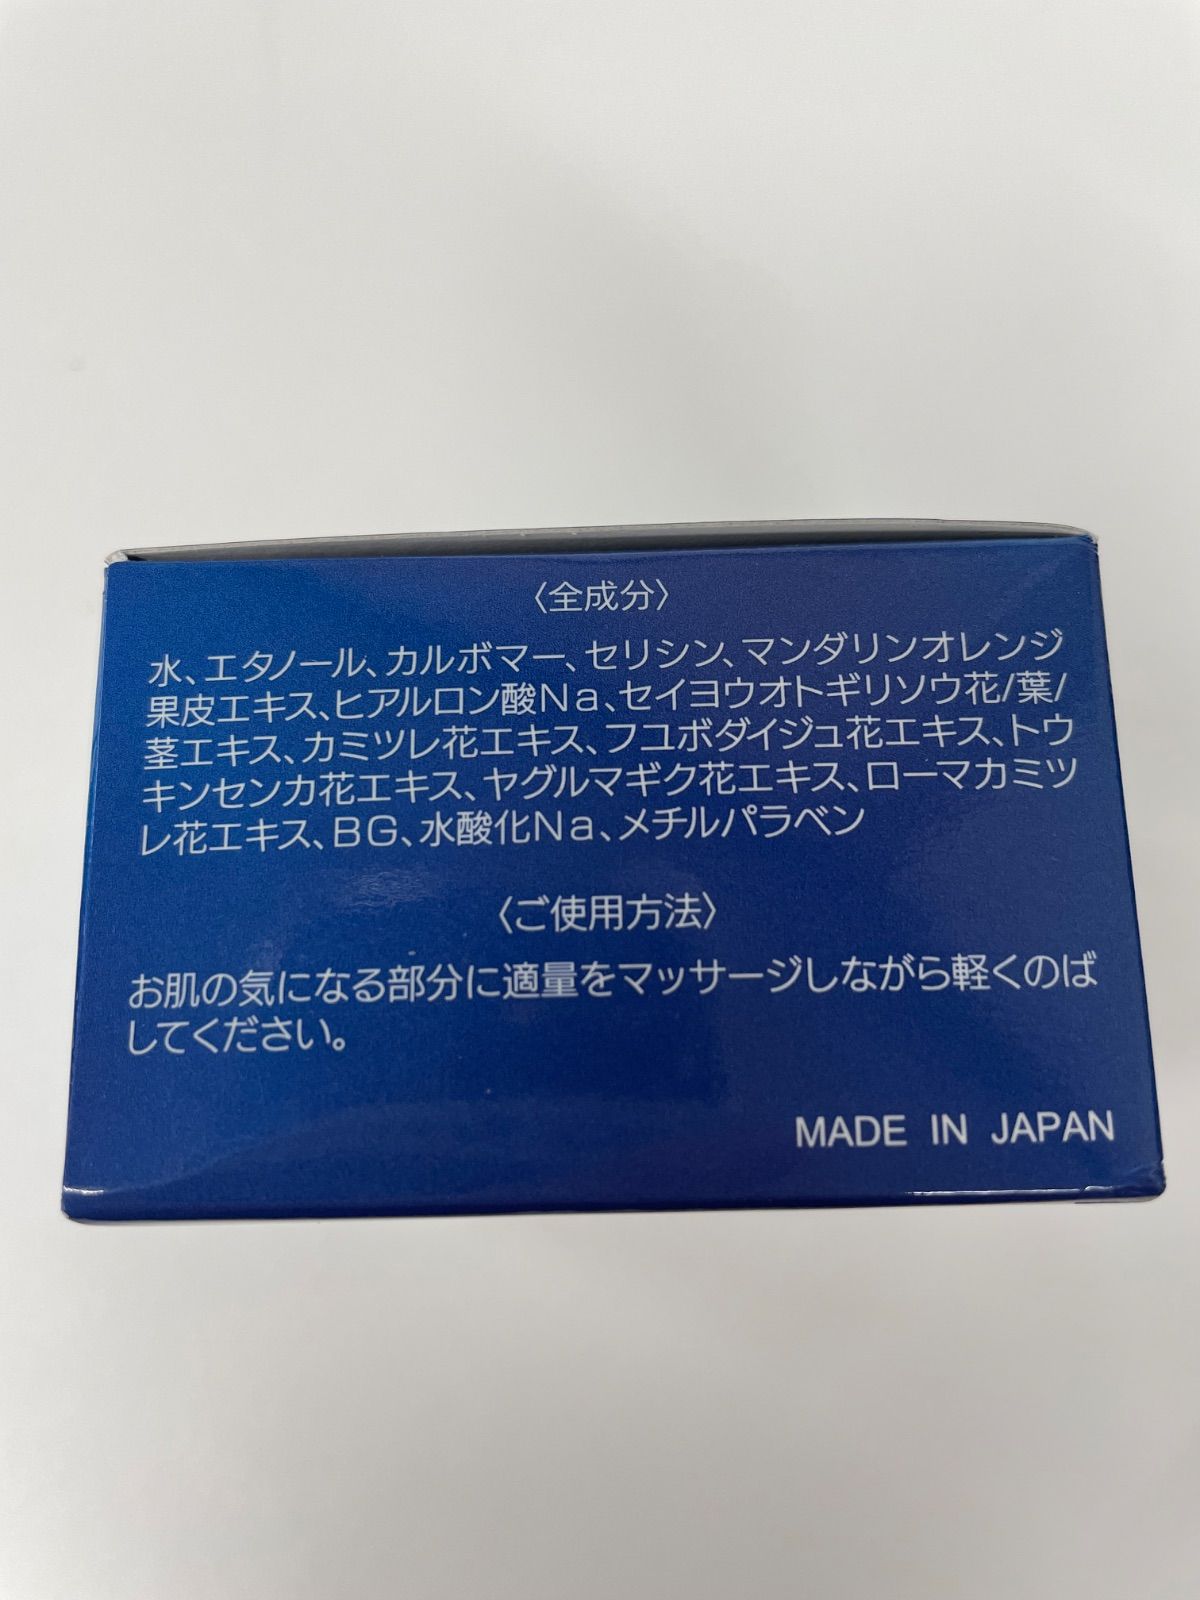 〈全成分〉
水、エタノール、カルボマー、セリシン、マンダリンオレンジ
果皮エキス、ヒアルロン酸Na、セイヨウオトギリソウ花/葉/
茎エキス、カミツレ花エキス、フユボダイジュ花エキス、トウ
キンセンカ花エキス、ヤグルマギク花エキス、ローマカミツ
レ花エキス、BG、水酸化Na、メチルパラベン
〈ご使用方法〉
お肌の気になる部分に適量をマッサージしながら軽くのば
してください。
MADE IN JAPAN